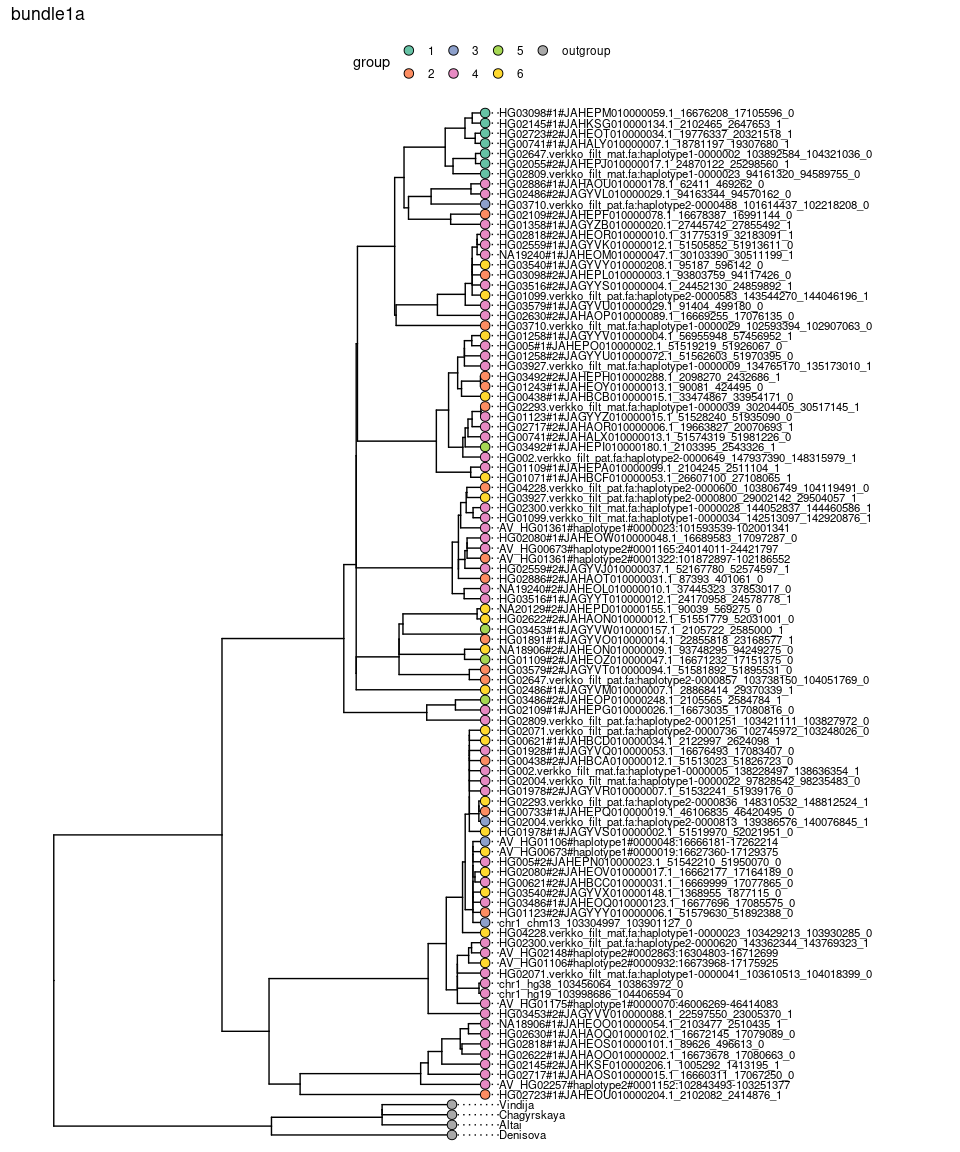 bundle1a
group
1 3 5 outgroup
2 4 6
HG03098#1#JAHEPM010000059.1_16676208_17105596_0
HG02145#1#JAHKSG010000134.1_2102465_2647653_1
HG02723#2#JAHEOT010000034.1_19776337_20321518_1
HG00741#1#JAHALY010000007.1_18781197_19307680_1
HG02647.verkko_filt_mat.fa:haplotype1-0000002_103892584_104321036_0
HG02055#2#JAHEPJ010000017.1_24870122_25298560_1
HG02809.verkko_filt_mat.fa:haplotype1-0000023_94161320_94589755_0
HG02886#1#JAHAOU010000178.1_62411_469262_0
HG02486#2#JAGYVL010000029.1_94163344_94570162_0
HG03710.verkko_filt_pat.fa:haplotype2-0000488_101614437_102218208_0
HG02109#2#JAHEPF010000078.1_16678387_16991144_0
HG01358#1#JAGYZB010000020.1_27445742_27855492_1
HG02818#2#JAHEOR010000010.1_31775319_32183091_1
HG02559#1#JAGYVK010000012.1_51505852_51913611_0
NA19240#1#JAHEOM010000047.1_30103390_30511199_1
HG03540#1#JAGYVY010000208.1_95187_596142_0
HG03098#2#JAHEPL010000003.1_93803759_94117426_0
HG03516#2#JAGYYS010000004.1_24452130_24859892_1
HG01099.verkko_filt_pat.fa:haplotype2-0000583_143544270_144046196_1
HG03579#1#JAGYVU010000029.1_91404_499180_0
HG02630#2#JAHAOP010000089.1_16669255_17076135_0
HG03710.verkko_filt_mat.fa:haplotype1-0000029_102593394_102907063_0
HG01258#1#JAGYYV010000004.1_56955948_57456952_1
HG005#1#JAHEPO010000002.1_51519219_51926067_0
HG01258#2#JAGYYU010000072.1_51562603_51970395_0
HG03927.verkko_filt_mat.fa:haplotype1-0000009_134765170_135173010_1
HG03492#2#JAHEPH010000288.1_2098270_2432686_1
HG01243#1#JAHEOY010000013.1_90081_424495_0
HG00438#1#JAHBCB010000015.1_33474867_33954171_0
HG02293.verkko_filt_mat.fa:haplotype1-0000039_30204405_30517145_1
HG01123#1#JAGYYZ010000015.1_51528240_51935090_0
HG02717#2#JAHAOR010000006.1_19663827_20070693_1
HG00741#2#JAHALX010000013.1_51574319_51981226_0
HG03492#1#JAHEPI010000180.1_2103395_2543326_1
HG002.verkko_filt_pat.fa:haplotype2-0000649_147937390_148315979_1
HG01109#1#JAHEPA010000099.1_2104245_2511104_1
HG01071#1#JAHBCF010000053.1_26607100_27108065_1
HG04228.verkko_filt_pat.fa:haplotype2-0000600_103806749_104119491_0
HG03927.verkko_filt_pat.fa:haplotype2-0000800_29002142_29504057_1
HG02300.verkko_filt_mat.fa:haplotype1-0000028_144052837_144460586_1
HG01099.verkko_filt_mat.fa:haplotype1-0000034_142513097_142920876_1
AV_HG01361#haplotype1#0000023:101593539-102001341
HG02080#1#JAHEOW010000048.1_16689583_17097287_0
AV_HG00673#haplotype2#0001165:24014011-24421797
AV_HG01361#haplotype2#0001322:101872897-102186552
HG02559#2#JAGYVJ010000037.1_52167780_52574597_1
HG02886#2#JAHAOT010000031.1_87393_401061_0
NA19240#2#JAHEOL010000010.1_37445323_37853017_0
HG03516#1#JAGYYT010000012.1_24170958_24578778_1
NA20129#2#JAHEPD010000155.1_90039_569275_0
HG02622#2#JAHAON010000012.1_51551779_52031001_0
HG03453#1#JAGYVW010000157.1_2105722_2585000_1
HG01891#1#JAGYVO010000014.1_22855818_23168577_1
NA18906#2#JAHEON010000009.1_93748295_94249275_0
HG01109#2#JAHEOZ010000047.1_16671232_17151375_0
HG03579#2#JAGYVT010000094.1_51581892_51895531_0
HG02647.verkko_filt_pat.fa:haplotype2-0000857_103738150_104051769_0
HG02486#1#JAGYVM010000007.1_28868414_29370339_1
HG03486#2#JAHEOP010000248.1_2105565_2584784_1
HG02109#1#JAHEPG010000026.1_16673035_17080816_0
HG02809.verkko_filt_pat.fa:haplotype2-0001251_103421111_103827972_0
HG02071.verkko_filt_pat.fa:haplotype2-0000736_102745972_103248026_0
HG00621#1#JAHBCD010000034.1_2122997_2624098_1
HG01928#1#JAGYVQ010000053.1_16676493_17083407_0
HG00438#2#JAHBCA010000012.1_51513023_51826723_0
HG002.verkko_filt_mat.fa:haplotype1-0000005_138228497_138636354_1
HG02004.verkko_filt_mat.fa:haplotype1-0000022_97828542_98235483_0
HG01978#1#JAGYVR010000007.1_51532241_51939176_0
HG02293.verkko_filt_pat.fa:haplotype2-0000836_148310532_148812524_1
HG00733#1#JAHEPQ010000019.1_46106835_46420495_0
HG02004.verkko_filt_pat.fa:haplotype2-0000813_139386576_140076845_1
HG01978#1#JAGYVS010000002.1_51519970_52021951_0
AV_HG01106#haplotype1#0000048:16666181-17262214
AV_HG00673#haplotype1#0000019:16627360-17129375
HG005#2#JAHEPN010000023.1_51542210_51950070_0
HG02080#2#JAHEOV010000017.1_16662177_17164189_0
HG00621#2#JAHBCC010000031.1_16669999_17077865_0
HG03540#2#JAGYVX010000148.1_1368955_1877115_0
HG03486#1#JAHEOQ010000123.1_16677696_17085575_0
HG01123#2#JAGYYY010000006.1_51579630_51892388_0
chr1_chm13_103304997_103901127_0
HG04228.verkko_filt_mat.fa:haplotype1-0000023_103429213_103930285_0
HG02300.verkko_filt_pat.fa:haplotype2-0000620_143362344_143769323_1
AV_HG02148#haplotype2#0002863:16304803-16712699
AV_HG01106#haplotype2#0000932:16673968-17175925
HG02071.verkko_filt_mat.fa:haplotype1-0000041_103610513_104018399_0
chr1_hg38_103456064_103863972_0
chr1_hg19_103998686_104406594_0
AV_HG01175#haplotype1#0000070:46006269-46414083
HG03453#2#JAGYVV010000088.1_22597550_23005370_1
NA18906#1#JAHEOO010000054.1_2103477_2510435_1
HG02630#1#JAHAOQ010000102.1_16672145_17079089_0
HG02818#1#JAHEOS010000101.1_89626_496613_0
HG02622#1#JAHAOO010000002.1_16673678_17080663_0
HG02145#2#JAHKSF010000206.1_1005292_1413195_1
HG02717#1#JAHAOS010000015.1_16660311_17067250_0
AV_HG02257#haplotype2#0001152:102843493-103251377
HG02723#1#JAHEOU010000204.1_2102082_2414876_1
Vindija
Chagyrskaya
Altai
Denisova